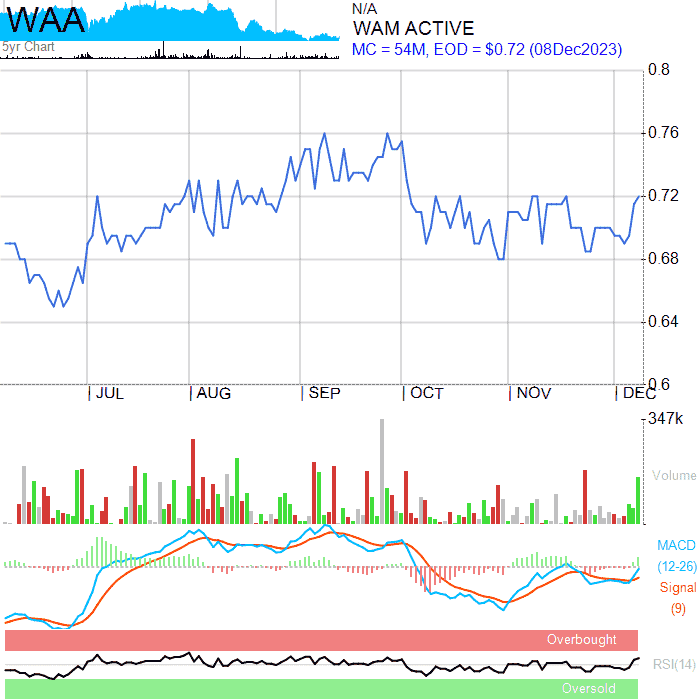 WAA
5yr Chart
N/A
WAM ACTIVE
MC = 54M, EOD = $0.72 (08Dec2023)
0.8
0.76
0.72
0.68
0.64
0.6
JUL AUG SEP OCT NOV DEC
347k
Volume
MACD
(12-26)
Signal
(9)
Overbought
RSI(14)
Oversold